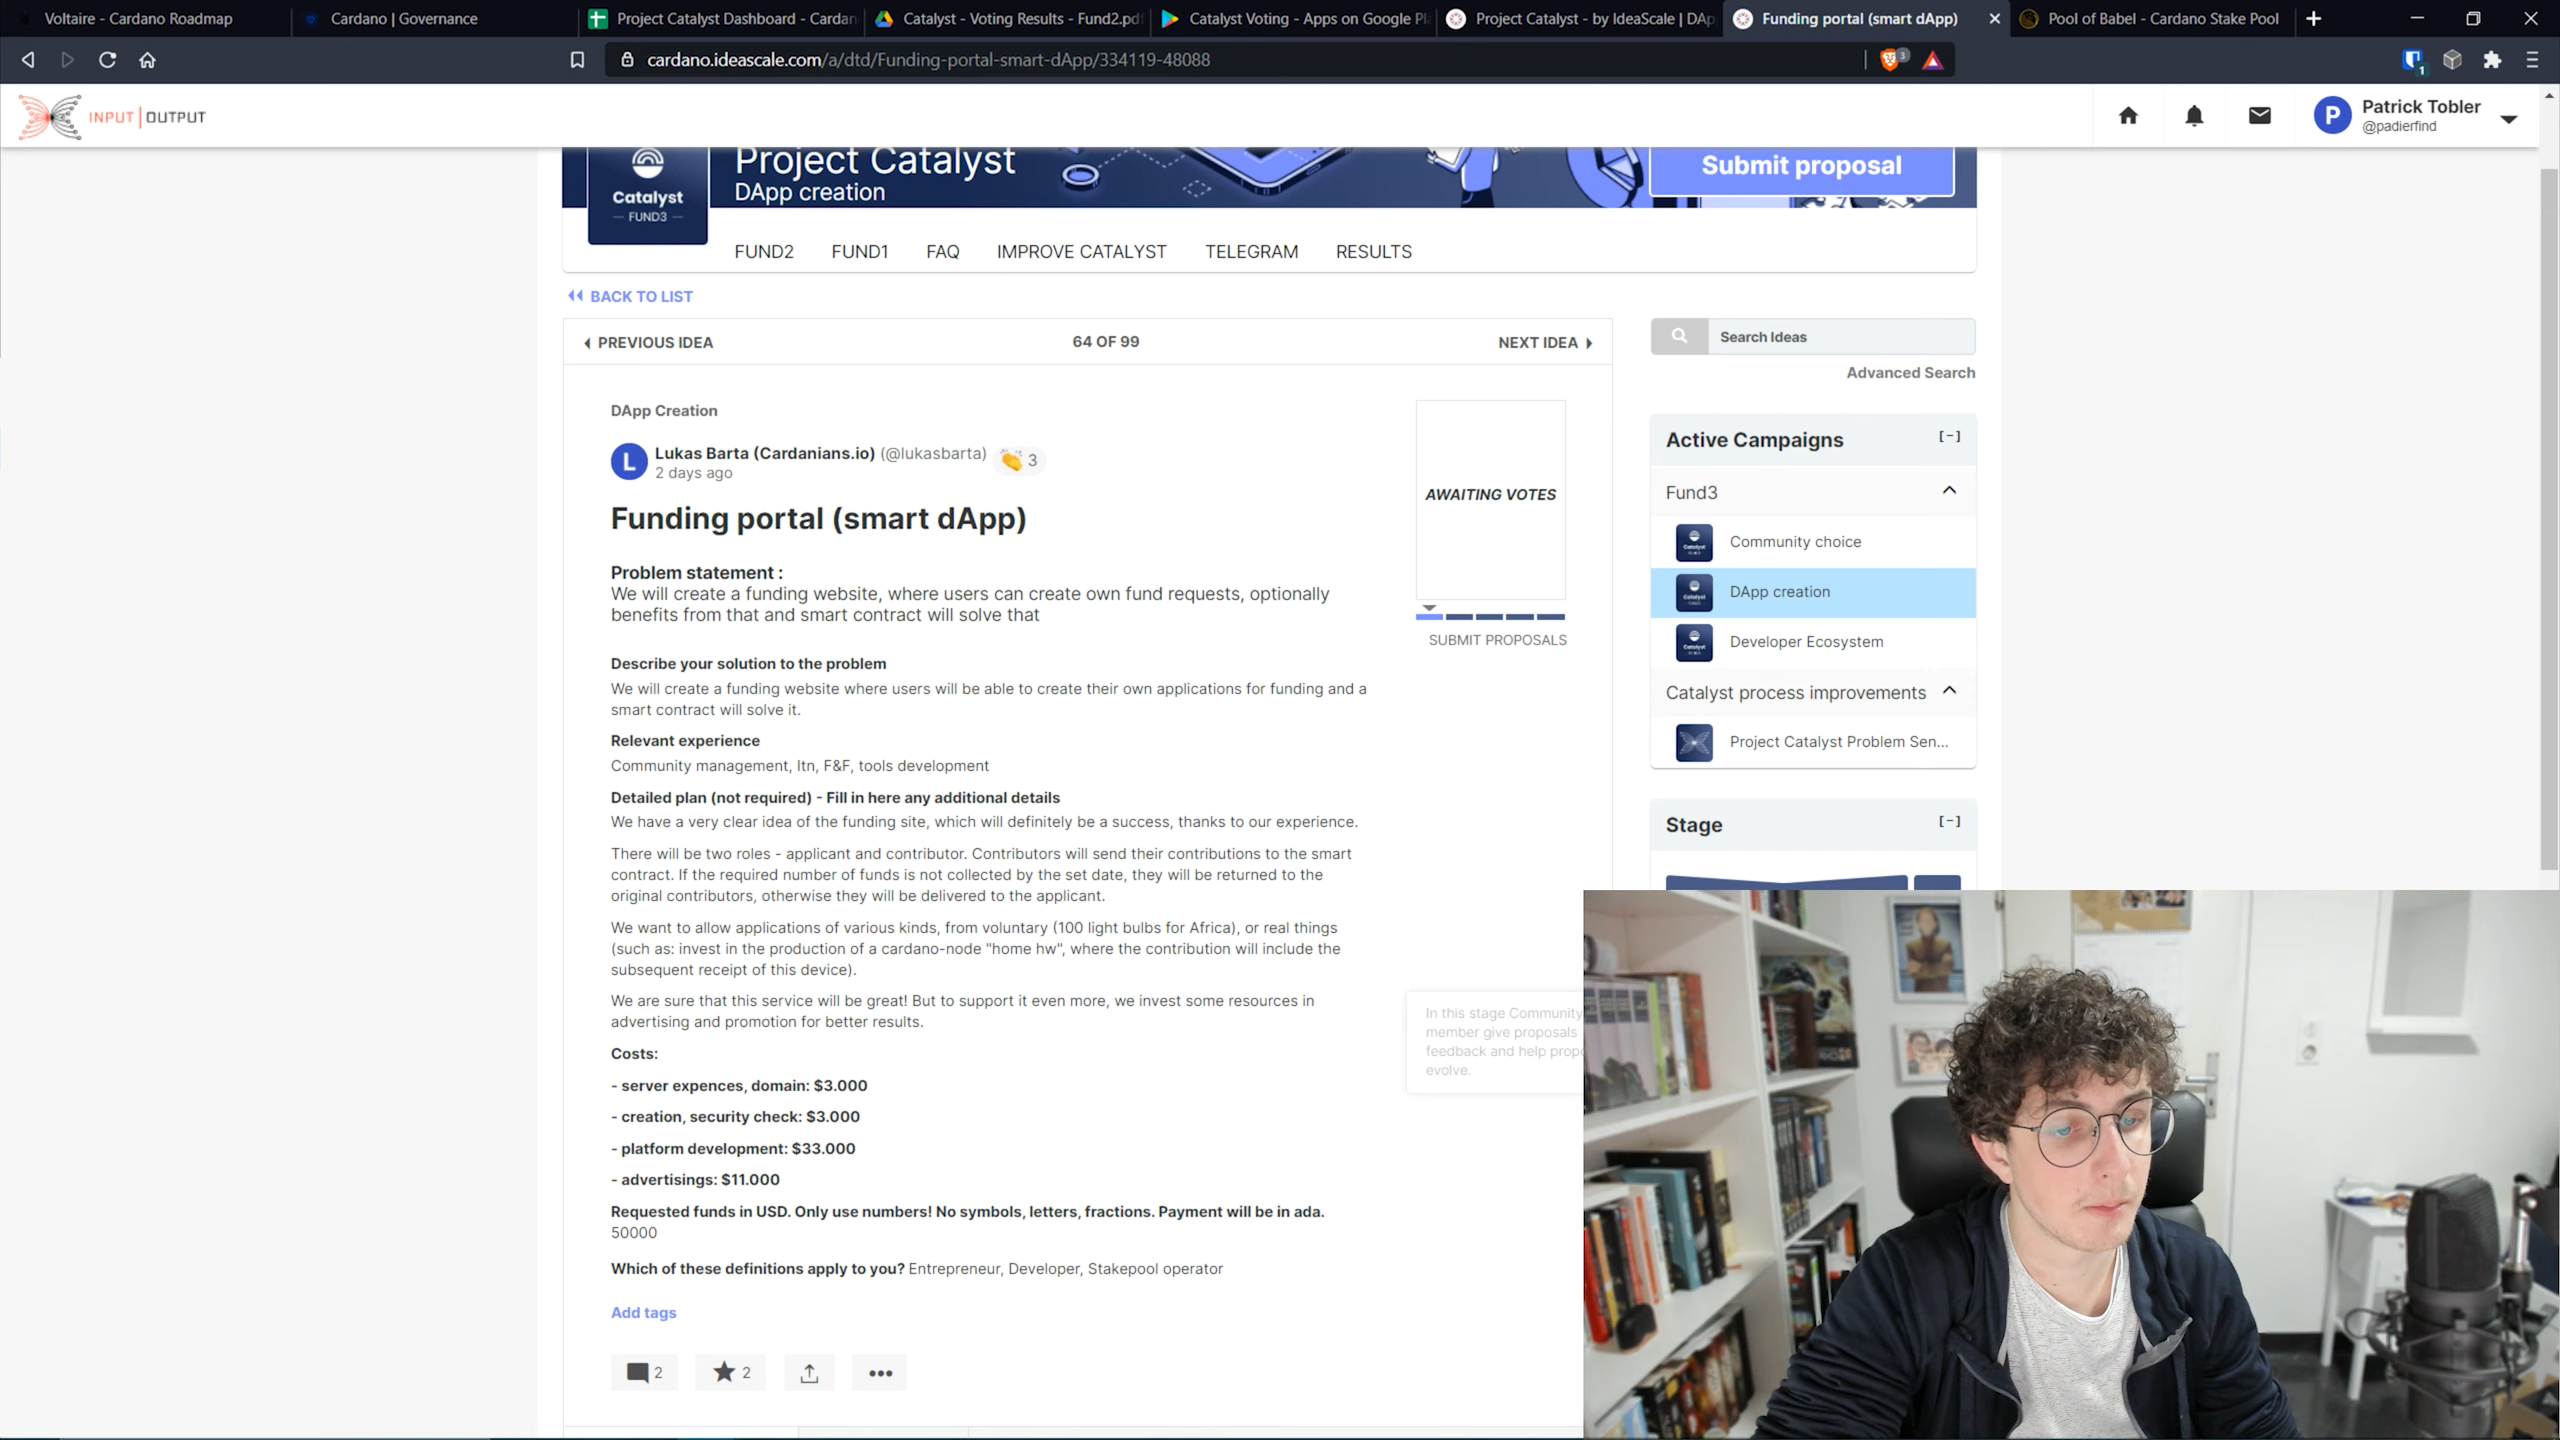 Voltaire - Cardano Roadmap
Cardano | Governance
Project Catalyst Dashboard - Cardan
Catalyst - Voting Results - Fund2.pdf
Catalyst Voting - Apps on Google Pl
Project Catalyst - by IdeaScale | DAp
Funding portal (smart dApp)
Pool of Babel - Cardano Stake Pool
cardano.ideascale.com/a/dtd/Funding-portal-smart-dApp/334119-48088
3
1
INPUT | OUTPUT
P
Patrick Tobler
@padierfind
Catalyst
— FUND3 —
Project Catalyst
DApp creation
Submit proposal
FUND2 FUND1 FAQ IMPROVE CATALYST TELEGRAM RESULTS
BACK TO LIST
PREVIOUS IDEA
64 OF 99
NEXT IDEA
DApp Creation
L
Lukas Barta (Cardanians.io) (@lukasbarta) 3
2 days ago
Funding portal (smart dApp)
Problem statement :
We will create a funding website, where users can create own fund requests, optionally
benefits from that and smart contract will solve that
Describe your solution to the problem
We will create a funding website where users will be able to create their own applications for funding and a
smart contract will solve it.
Relevant experience
Community management, Itn, F&F, tools development
Detailed plan (not required) - Fill in here any additional details
We have a very clear idea of the funding site, which will definitely be a success, thanks to our experience.
There will be two roles - applicant and contributor. Contributors will send their contributions to the smart
contract. If the required number of funds is not collected by the set date, they will be returned to the
original contributors, otherwise they will be delivered to the applicant.
We want to allow applications of various kinds, from voluntary (100 light bulbs for Africa), or real things
(such as: invest in the production of a cardano-node "home hw", where the contribution will include the
subsequent receipt of this device).
We are sure that this service will be great! But to support it even more, we invest some resources in
advertising and promotion for better results.
Costs:
- server expences, domain: $3.000
- creation, security check: $3.000
- platform development: $33.000
- advertisings: $11.000
Requested funds in USD. Only use numbers! No symbols, letters, fractions. Payment will be in ada.
50000
Which of these definitions apply to you? Entrepreneur, Developer, Stakepool operator
Add tags
2
2
AWAITING VOTES
SUBMIT PROPOSALS
In this stage Community
member give proposals
feedback and help propo
evolve.
Search Ideas
Advanced Search
Active Campaigns [-]
Fund3
Community choice
DApp creation
Developer Ecosystem
Catalyst process improvements
Project Catalyst Problem Sen...
Stage [-]